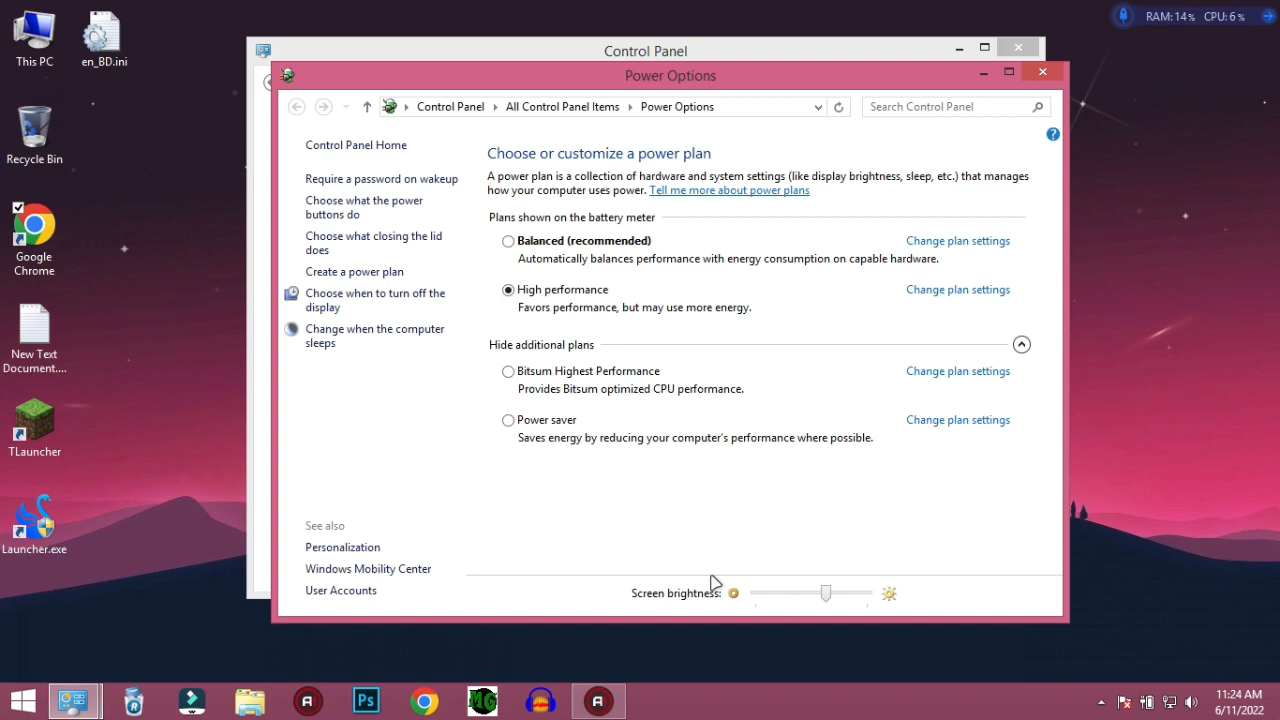 This PC
en_BD.ini
RAM: 14% CPU: 6%
Recycle Bin
Google
Chrome
New Text
Document....
TLauncher
Launcher.exe
Control Panel
Power Options
Control Panel
All Control Panel Items
Power Options
Search Control Panel
Control Panel Home
Require a password on wakeup
Choose what the power
buttons do
Choose what closing the lid
does
Create a power plan
Choose when to turn off the
display
Change when the computer
sleeps
See also
Personalization
Windows Mobility Center
User Accounts
Choose or customize a power plan
A power plan is a collection of hardware and system settings (like display brightness, sleep, etc.) that manages
how your computer uses power. Tell me more about power plans
Plans shown on the battery meter
Balanced (recommended) Change plan settings
Automatically balances performance with energy consumption on capable hardware.
High performance Change plan settings
Favors performance, but may use more energy.
Hide additional plans
Bitsum Highest Performance Change plan settings
Provides Bitsum optimized CPU performance.
Power saver Change plan settings
Saves energy by reducing your computer's performance where possible.
Screen brightness:
Ps
MG
11:24 AM
6/11/2022